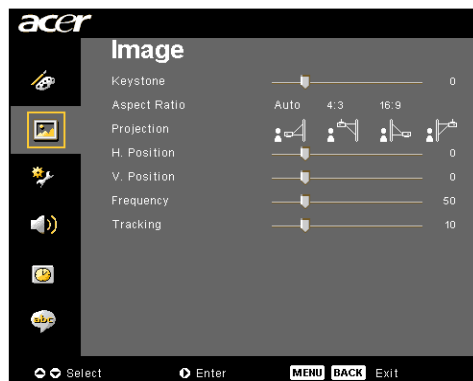 acer
Image
Keystone 0
Aspect Ratio Auto 4:3 16:9
Projection
H. Position 0
V. Position 0
Frequency 50
Tracking 10
abc
Select Enter MENU BACK Exit